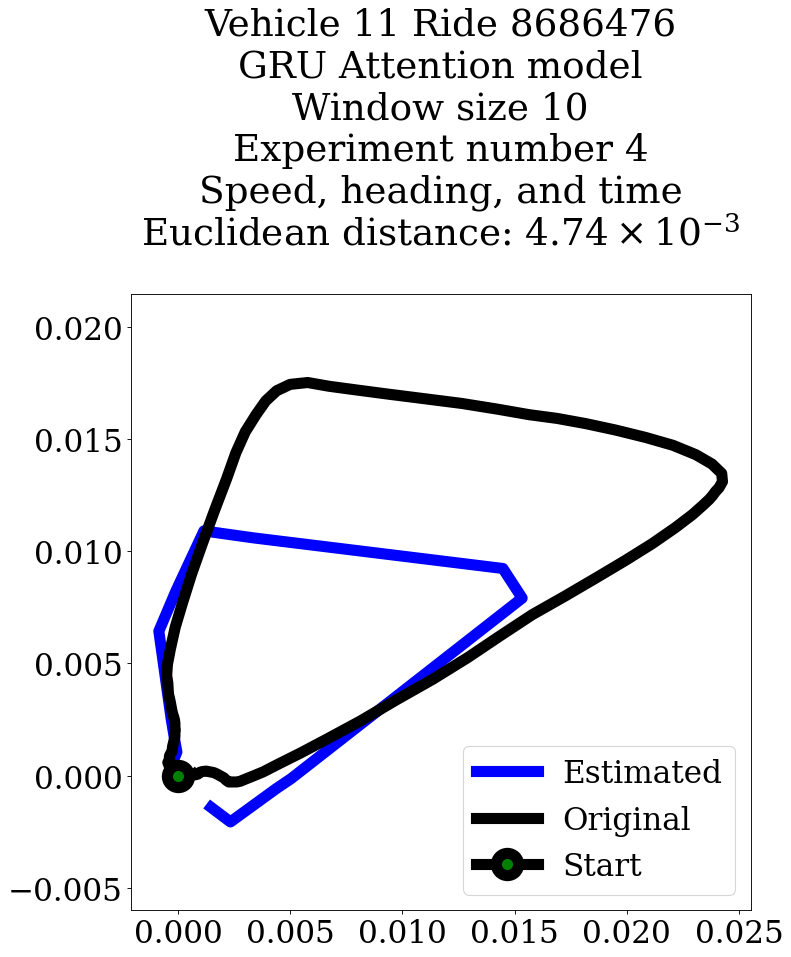 Vehicle 11 Ride 8686476
GRU Attention model
Window size 10
Experiment number 4
Speed, heading, and time
Euclidean distance: 4.74 × 10⁻³
0.020
0.015
0.010
0.005
0.000
−0.005
Estimated
Original
Start
0.000 0.005 0.010 0.015 0.020 0.025